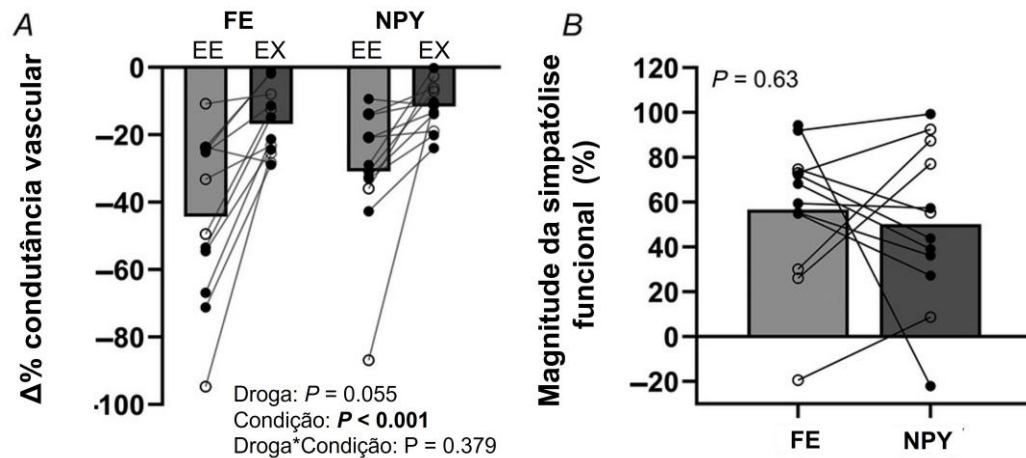 A
FE NPY
EE EX EE EX
Δ% condutância vascular
0
−20
−40
−60
−80
-100
Droga: P = 0.055
Condição: P < 0.001
Droga*Condição: P = 0.379
B
Magnitude da simpatólise
funcional (%)
P = 0.63
120
100
80
60
40
20
0
−20
FE NPY